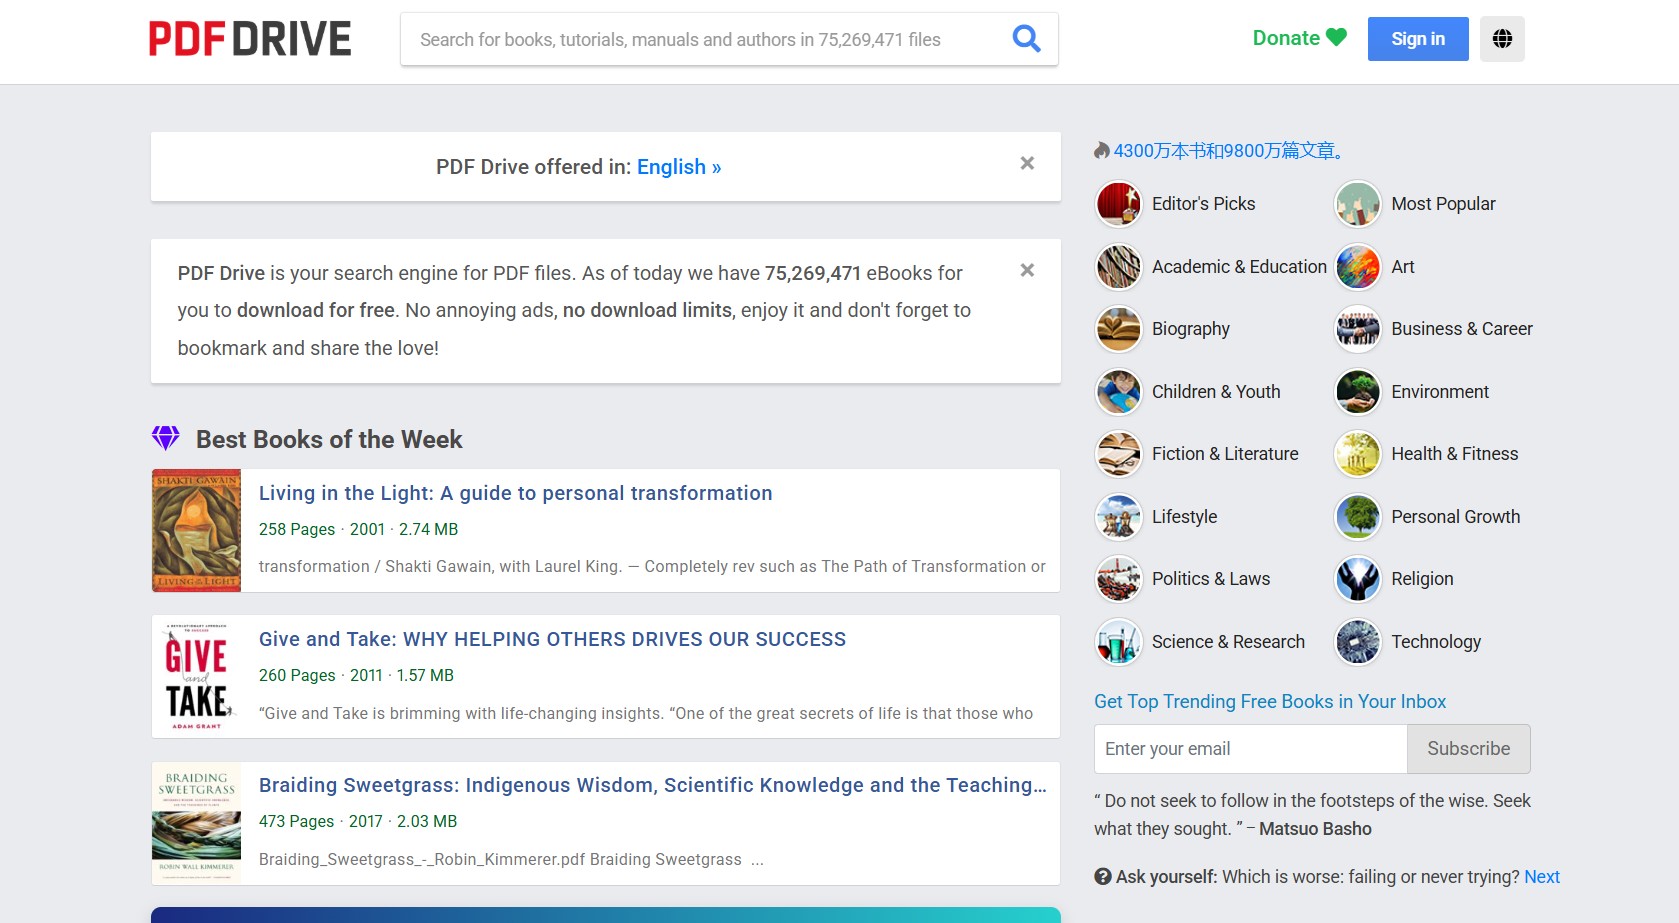 PDFDRIVE
Search for books, tutorials, manuals and authors in 75,269,471 files
Donate
Sign in
PDF Drive offered in: English »
×
PDF Drive is your search engine for PDF files. As of today we have 75,269,471 eBooks for
you to download for free. No annoying ads, no download limits, enjoy it and don't forget to
bookmark and share the love!
×
Best Books of the Week
SHAKTI GAWAIN
LIVING IN THE LIGHT
Living in the Light: A guide to personal transformation
258 Pages · 2001 · 2.74 MB
transformation / Shakti Gawain, with Laurel King. — Completely rev such as The Path of Transformation or
GIVE
and
TAKE
ADAM GRANT
Give and Take: WHY HELPING OTHERS DRIVES OUR SUCCESS
260 Pages · 2011 · 1.57 MB
“Give and Take is brimming with life-changing insights. “One of the great secrets of life is that those who
BRAIDING
SWEETGRASS
ROBIN WALL KIMMERER
Braiding Sweetgrass: Indigenous Wisdom, Scientific Knowledge and the Teaching...
473 Pages · 2017 · 2.03 MB
Braiding_Sweetgrass_-_Robin_Kimmerer.pdf Braiding Sweetgrass ...
4300万本书和9800万篇文章。
Editor's Picks
Most Popular
Academic & Education
Art
Biography
Business & Career
Children & Youth
Environment
Fiction & Literature
Health & Fitness
Lifestyle
Personal Growth
Politics & Laws
Religion
Science & Research
Technology
Get Top Trending Free Books in Your Inbox
Enter your email
Subscribe
“ Do not seek to follow in the footsteps of the wise. Seek
what they sought. ” – Matsuo Basho
Ask yourself: Which is worse: failing or never trying? Next